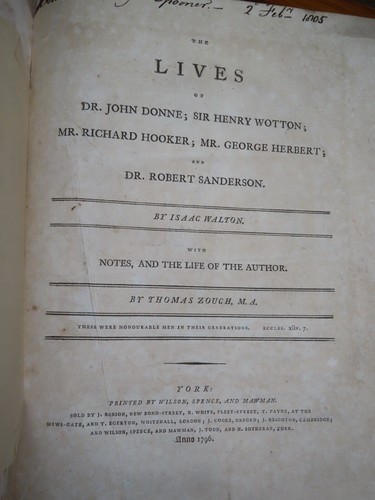 Spooner — 2 Febry 1805
THE
LIVES
OF
DR. JOHN DONNE; SIR HENRY WOTTON;
MR. RICHARD HOOKER; MR. GEORGE HERBERT;
AND
DR. ROBERT SANDERSON.
BY ISAAC WALTON.
WITH
NOTES, AND THE LIFE OF THE AUTHOR.
BY THOMAS ZOUCH, M.A.
THESE WERE HONOURABLE MEN IN THEIR GENERATIONS. ECCLUS. XLIV. 7.
YORK:
PRINTED BY WILSON, SPENCE, AND MAWMAN.
SOLD BY J. ROBSON, NEW BOND-STREET, B. WHITE, FLEET-STREET, T. PAYNE, AT THE
MEWS-GATE, AND T. EGERTON, WHITEHALL, LONDON; J. COOKE, OXFORD; J. DEIGHTON, CAMBRIDGE;
AND WILSON, SPENCE, AND MAWMAN, J. TODD, AND H. SOTHERAN, YORK.
Anno 1796.